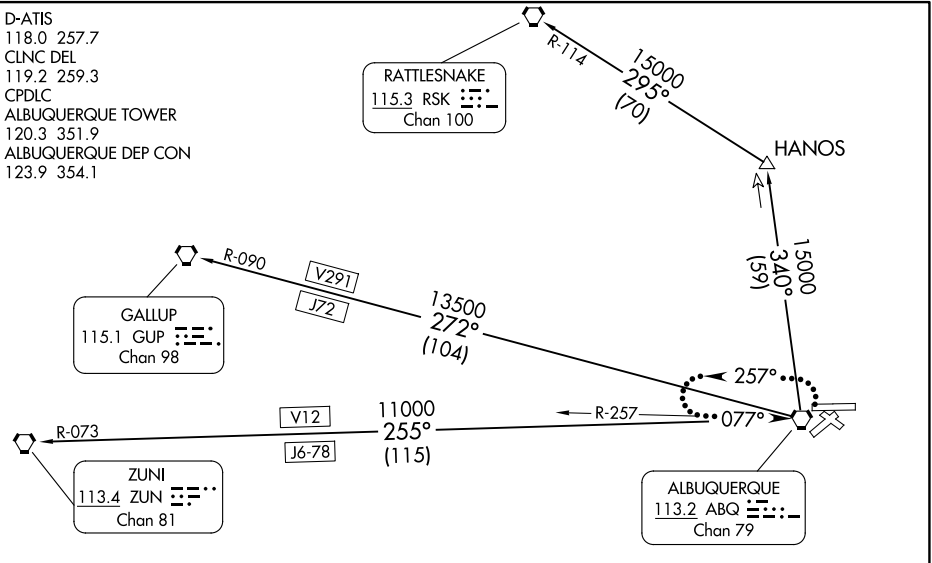 D-ATIS
118.0 257.7
CLNC DEL
119.2 259.3
CPDLC
ALBUQUERQUE TOWER
120.3 351.9
ALBUQUERQUE DEP CON
123.9 354.1
RATTLESNAKE
115.3 RSK
Chan 100
R-114
15000
295°
(70)
HANOS
15000
340°
(59)
R-090
V291
J72
13500
272°
(104)
GALLUP
115.1 GUP
Chan 98
257°
R-257
077°
R-073
V12
J6-78
11000
255°
(115)
ZUNI
113.4 ZUN
Chan 81
ALBUQUERQUE
113.2 ABQ
Chan 79